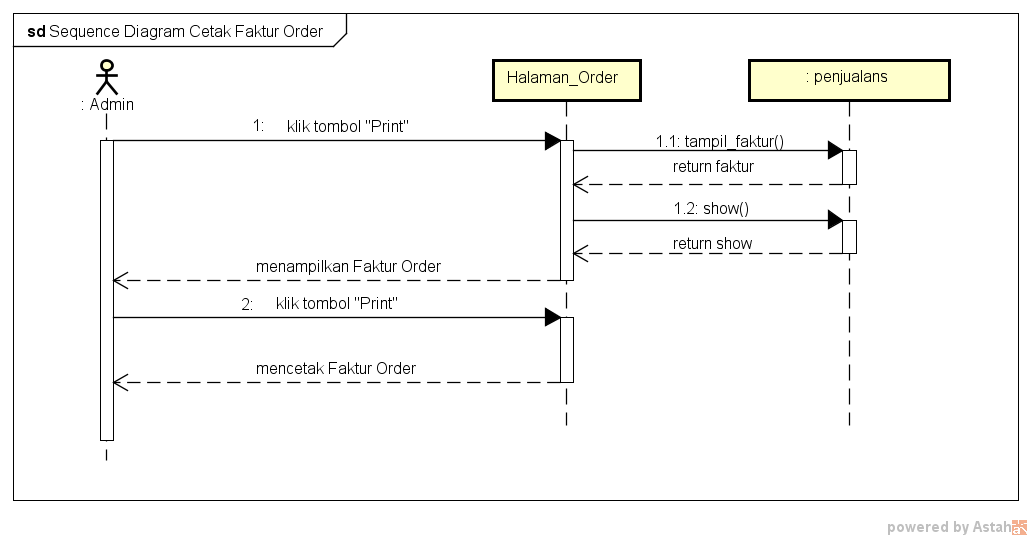 sd Sequence Diagram Cetak Faktur Order
: Admin
Halaman_Order
: penjualans
1: klik tombol "Print"
1.1: tampil_faktur()
return faktur
1.2: show()
return show
menampilkan Faktur Order
2: klik tombol "Print"
mencetak Faktur Order
powered by Astah